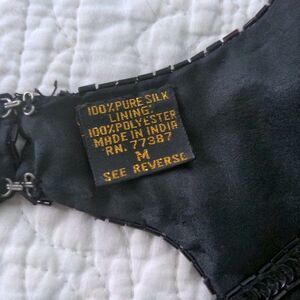 100% PURE SILK
LINING:
100% POLYESTER
MADE IN INDIA
RN. 77387
M
SEE REVERSE